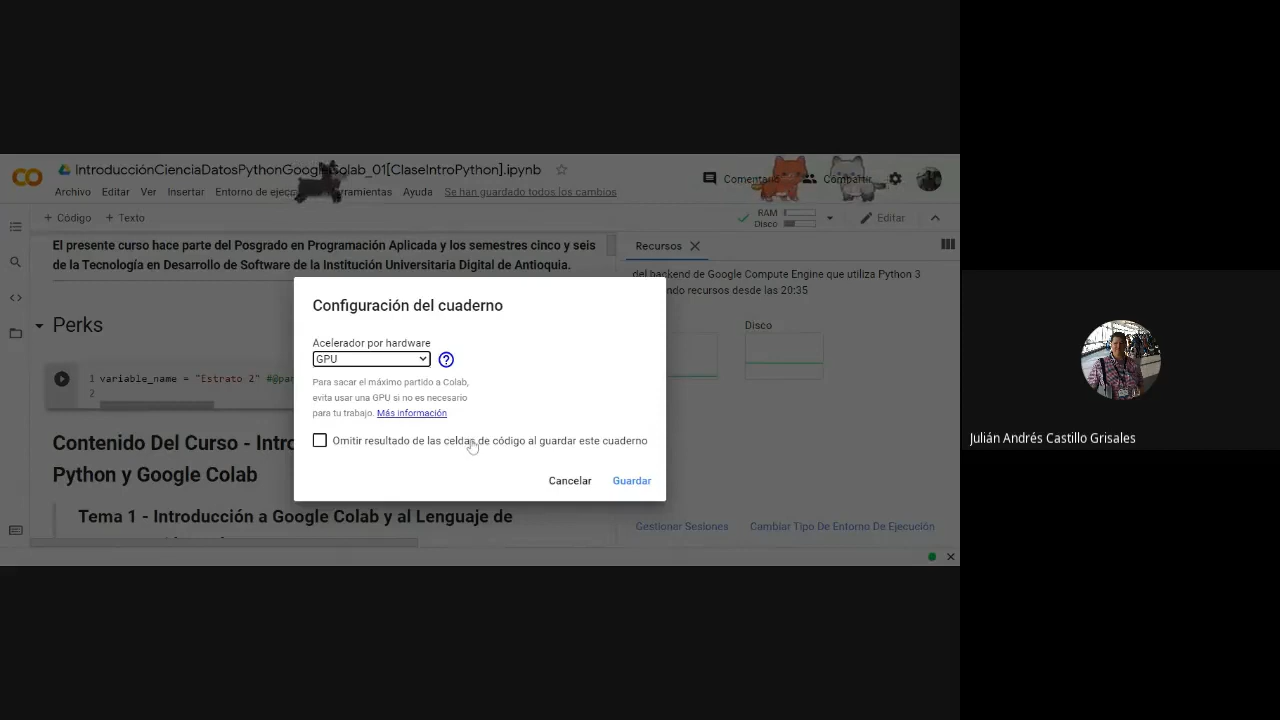 IntroducciónCienciaDatosPythonGoogleColab_01[ClaseIntroPython].ipynb
Archivo Editar Ver Insertar Entorno de ejecu ramientas Ayuda Se han guardado todos los cambios
Comentario Compartir
+ Código + Texto
RAM
Disco
Editar
El presente curso hace parte del Posgrado en Programación Aplicada y los semestres cinco y seis
de la Tecnología en Desarrollo de Software de la Institución Universitaria Digital de Antioquia.
Recursos
del backend de Google Compute Engine que utiliza Python 3
ndo recursos desde las 20:35
Disco
Perks
1 variable_name = "Estrato 2" #@par
2
Contenido Del Curso - Intro
Python y Google Colab
Tema 1 - Introducción a Google Colab y al Lenguaje de
Configuración del cuaderno
Acelerador por hardware
GPU
Para sacar el máximo partido a Colab,
evita usar una GPU si no es necesario
para tu trabajo. Más información
Omitir resultado de las celdas de código al guardar este cuaderno
Cancelar Guardar
Gestionar Sesiones Cambiar Tipo De Entorno De Ejecución
Julián Andrés Castillo Grisales